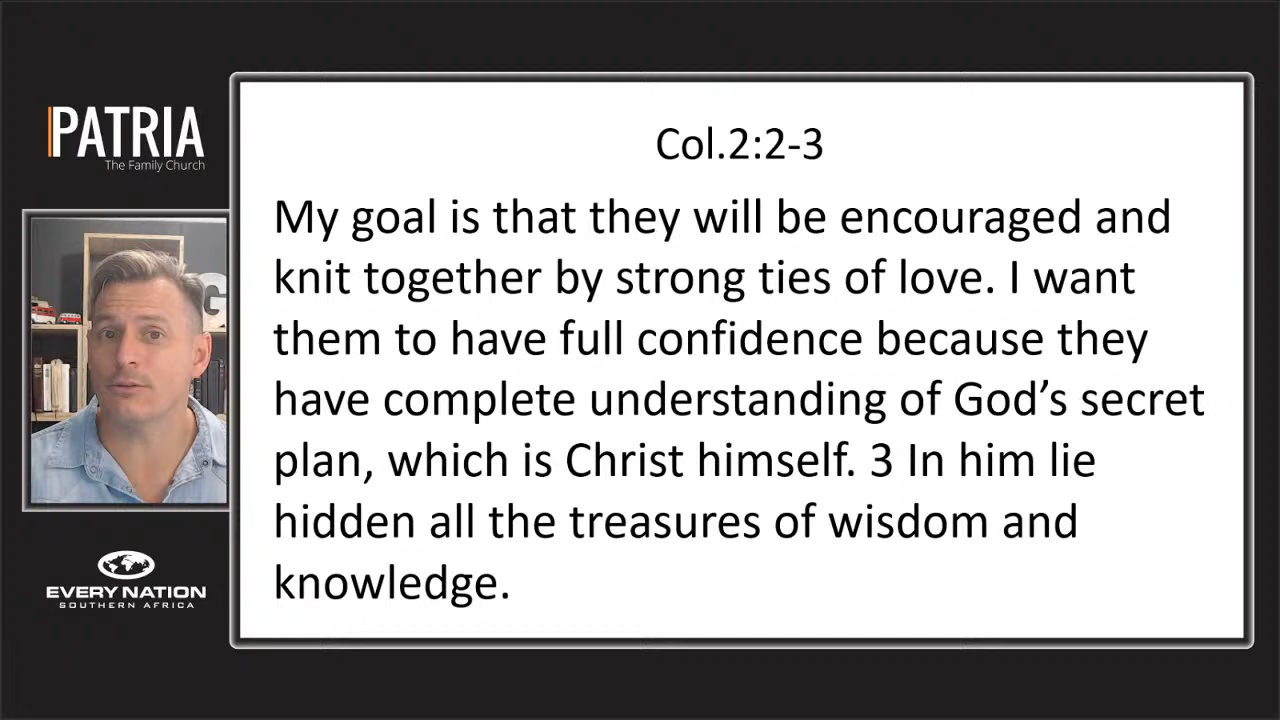 PATRIA
The Family Church
G
EVERY NATION
SOUTHERN AFRICA
Col.2:2-3
My goal is that they will be encouraged and
knit together by strong ties of love. I want
them to have full confidence because they
have complete understanding of God’s secret
plan, which is Christ himself. 3 In him lie
hidden all the treasures of wisdom and
knowledge.